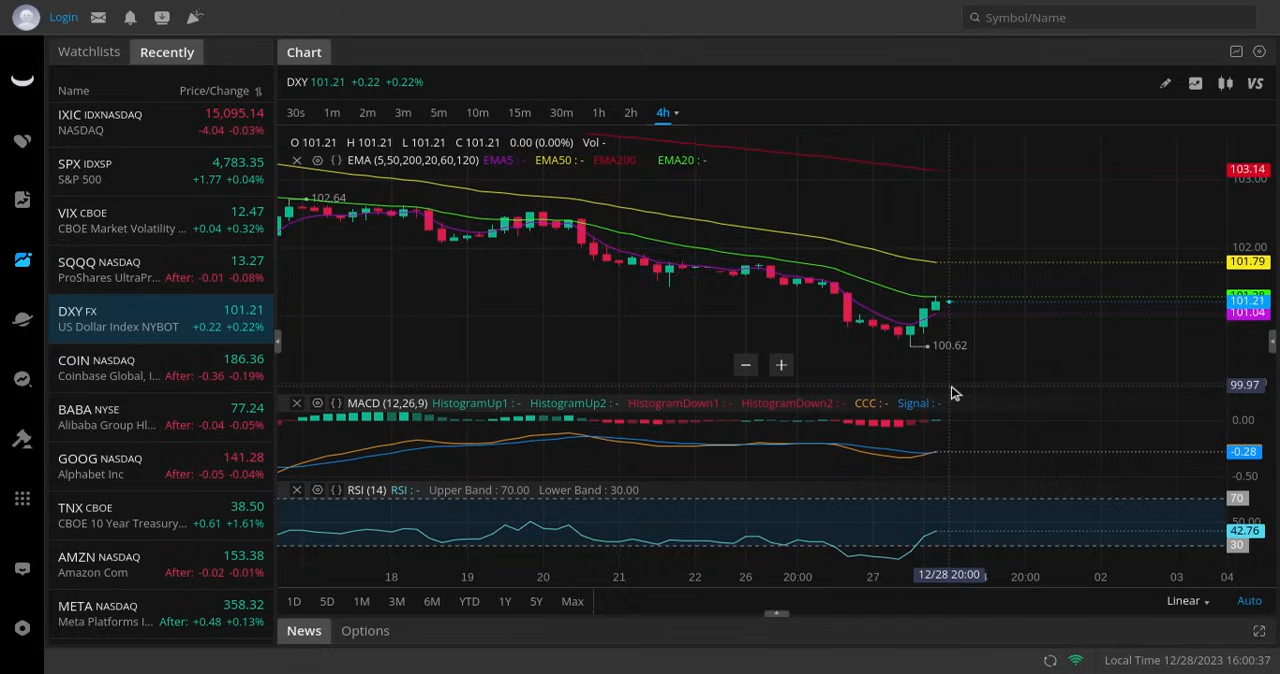 Login
Symbol/Name
Watchlists Recently
Chart
Name Price/Change
IXIC IDXNASDAQ 15,095.14
NASDAQ -4.04 -0.03%
SPX IDXSP 4,783.35
S&P 500 +1.77 +0.04%
VIX CBOE 12.47
CBOE Market Volatility ... +0.04 +0.32%
SQQQ NASDAQ 13.27
ProShares UltraPr... After: -0.01 -0.08%
DXY FX 101.21
US Dollar Index NYBOT +0.22 +0.22%
COIN NASDAQ 186.36
Coinbase Global, I... After: -0.36 -0.19%
BABA NYSE 77.24
Alibaba Group Hl... After: -0.04 -0.05%
GOOG NASDAQ 141.28
Alphabet Inc After: -0.05 -0.04%
TNX CBOE 38.50
CBOE 10 Year Treasury... +0.61 +1.61%
AMZN NASDAQ 153.38
Amazon Com After: -0.02 -0.01%
META NASDAQ 358.32
Meta Platforms I... After: +0.48 +0.13%
DXY 101.21 +0.22 +0.22%
VS
30s 1m 2m 3m 5m 10m 15m 30m 1h 2h 4h
O 101.21 H 101.21 L 101.21 C 101.21 0.00 (0.00%) Vol -
EMA (5,50,200,20,60,120) EMA5 : - EMA50 : - EMA200 EMA20 : -
103.14
103.00
102.64
102.00
101.79
101.28
101.21
101.04
100.62
99.97
MACD (12,26,9) HistogramUp1 : - HistogramUp2 : - HistogramDown1 : - HistogramDown2 : - CCC : - Signal : -
0.00
-0.28
-0.50
RSI (14) RSI : - Upper Band : 70.00 Lower Band : 30.00
70
50.00
42.76
30
18 19 20 21 22 26 20:00 27 12/28 20:00 20:00 02 03 04
1D 5D 1M 3M 6M YTD 1Y 5Y Max
Linear Auto
News Options
Local Time 12/28/2023 16:00:37